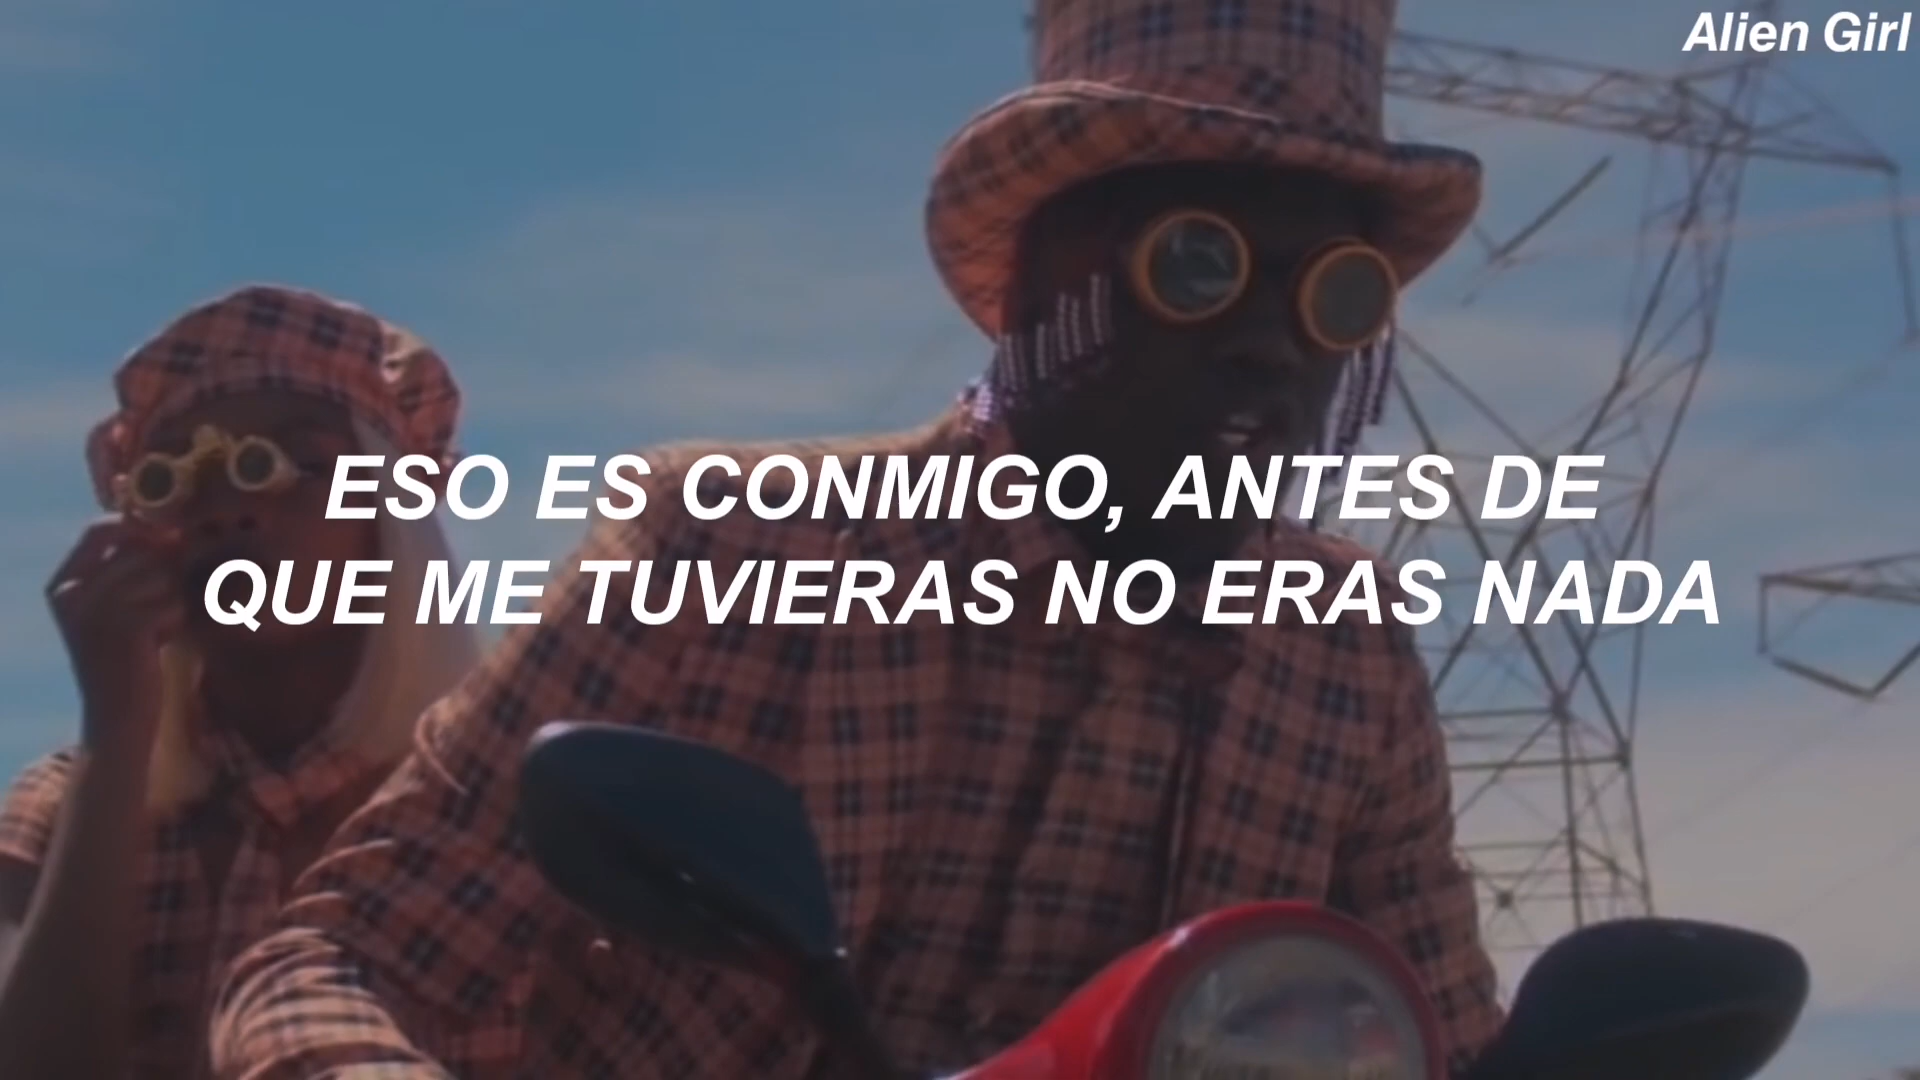 Alien Girl
ESO ES CONMIGO, ANTES DE
QUE ME TUVIERAS NO ERAS NADA